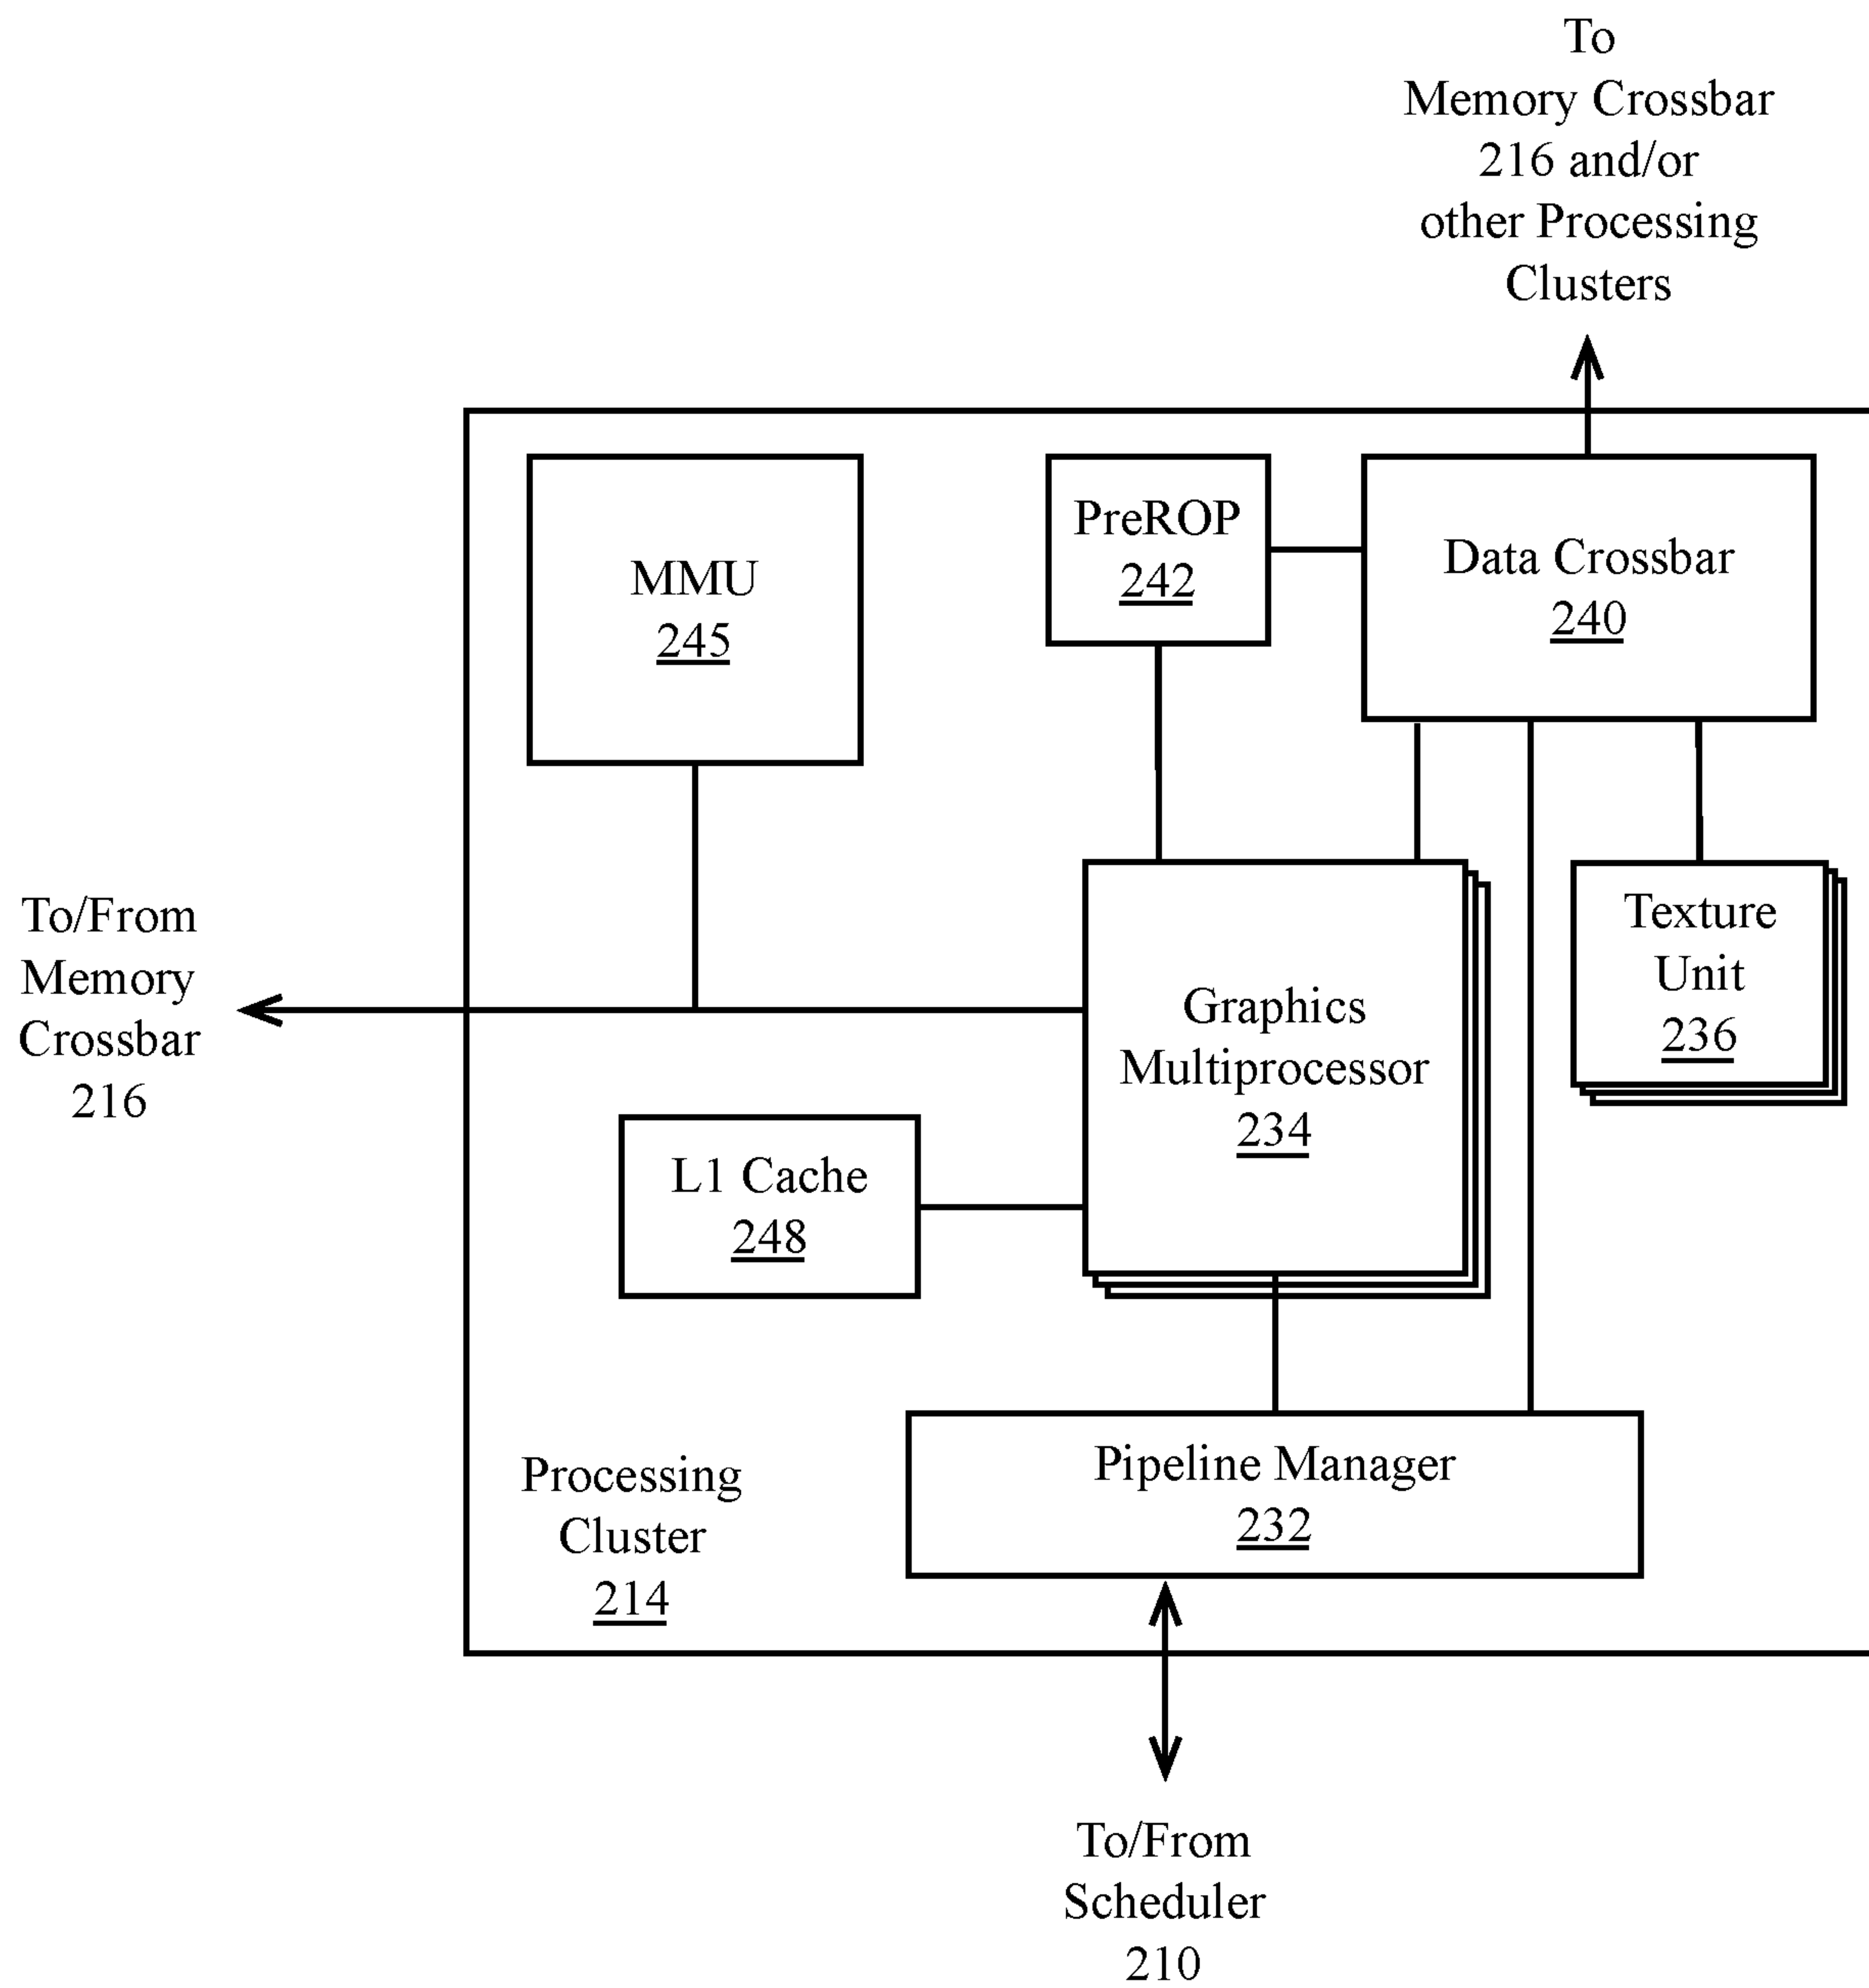 To
Memory Crossbar
216 and/or
other Processing
Clusters
MMU
245
PreROP
242
Data Crossbar
240
To/From
Memory
Crossbar
216
Graphics
Multiprocessor
234
Texture
Unit
236
L1 Cache
248
Processing
Cluster
214
Pipeline Manager
232
To/From
Scheduler
210